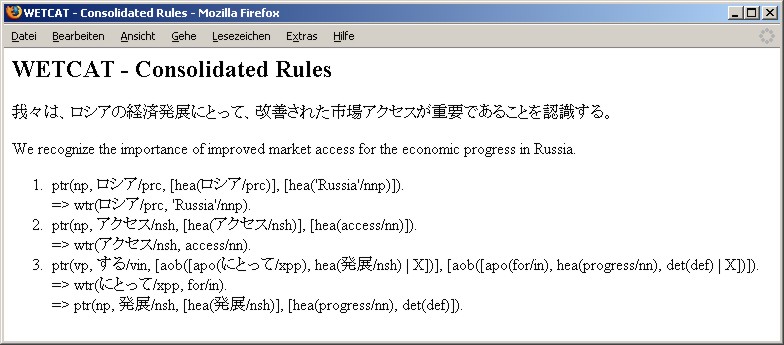 WETCAT - Consolidated Rules - Mozilla Firefox
Datei Bearbeiten Ansicht Gehe Lesezeichen Extras Hilfe
WETCAT - Consolidated Rules
我々は、ロシアの経済発展にとって、改善された市場アクセスが重要であることを認識する。
We recognize the importance of improved market access for the economic progress in Russia.
1. ptr(np, ロシア/prc, [hea(ロシア/prc)], [hea('Russia'/nnp)]).
=> wtr(ロシア/prc, 'Russia'/nnp).
2. ptr(np, アクセス/nsh, [hea(アクセス/nsh)], [hea(access/nn)]).
=> wtr(アクセス/nsh, access/nn).
3. ptr(vp, する/vin, [aob([apo(にとって/xpp), hea(発展/nsh) | X])], [aob([apo(for/in), hea(progress/nn), det(def) | X])]).
=> wtr(にとって/xpp, for/in).
=> ptr(np, 発展/nsh, [hea(発展/nsh)], [hea(progress/nn), det(def)]).